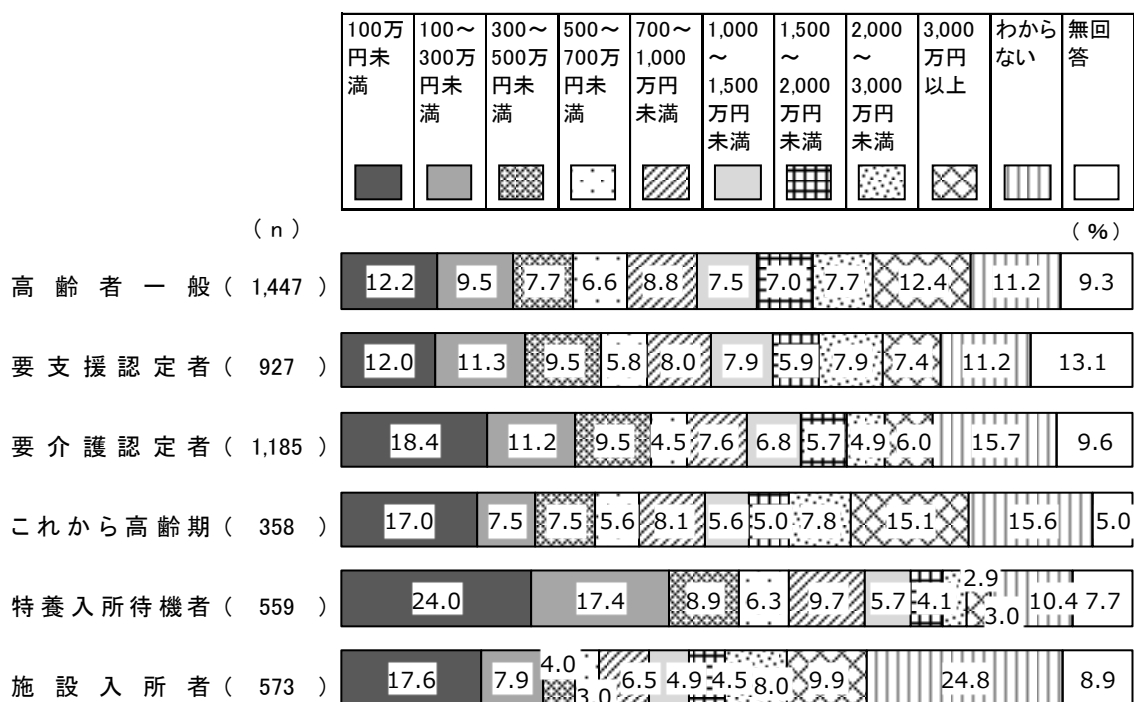 100万円未満
100～300万円未満
300～500万円未満
500～700万円未満
700～1,000万円未満
1,000～1,500万円未満
1,500～2,000万円未満
2,000～3,000万円未満
3,000万円以上
わからない
無回答
（n）
（%）
高齢者一般（ 1,447 ） 12.2 9.5 7.7 6.6 8.8 7.5 7.0 7.7 12.4 11.2 9.3
要支援認定者（ 927 ） 12.0 11.3 9.5 5.8 8.0 7.9 5.9 7.9 7.4 11.2 13.1
要介護認定者（ 1,185 ） 18.4 11.2 9.5 4.5 7.6 6.8 5.7 4.9 6.0 15.7 9.6
これから高齢期（ 358 ） 17.0 7.5 7.5 5.6 8.1 5.6 5.0 7.8 15.1 15.6 5.0
特養入所待機者（ 559 ） 24.0 17.4 8.9 6.3 9.7 5.7 4.1 2.9 3.0 10.4 7.7
施設入所者（ 573 ） 17.6 7.9 4.0 3.0 6.5 4.9 4.5 8.0 9.9 24.8 8.9